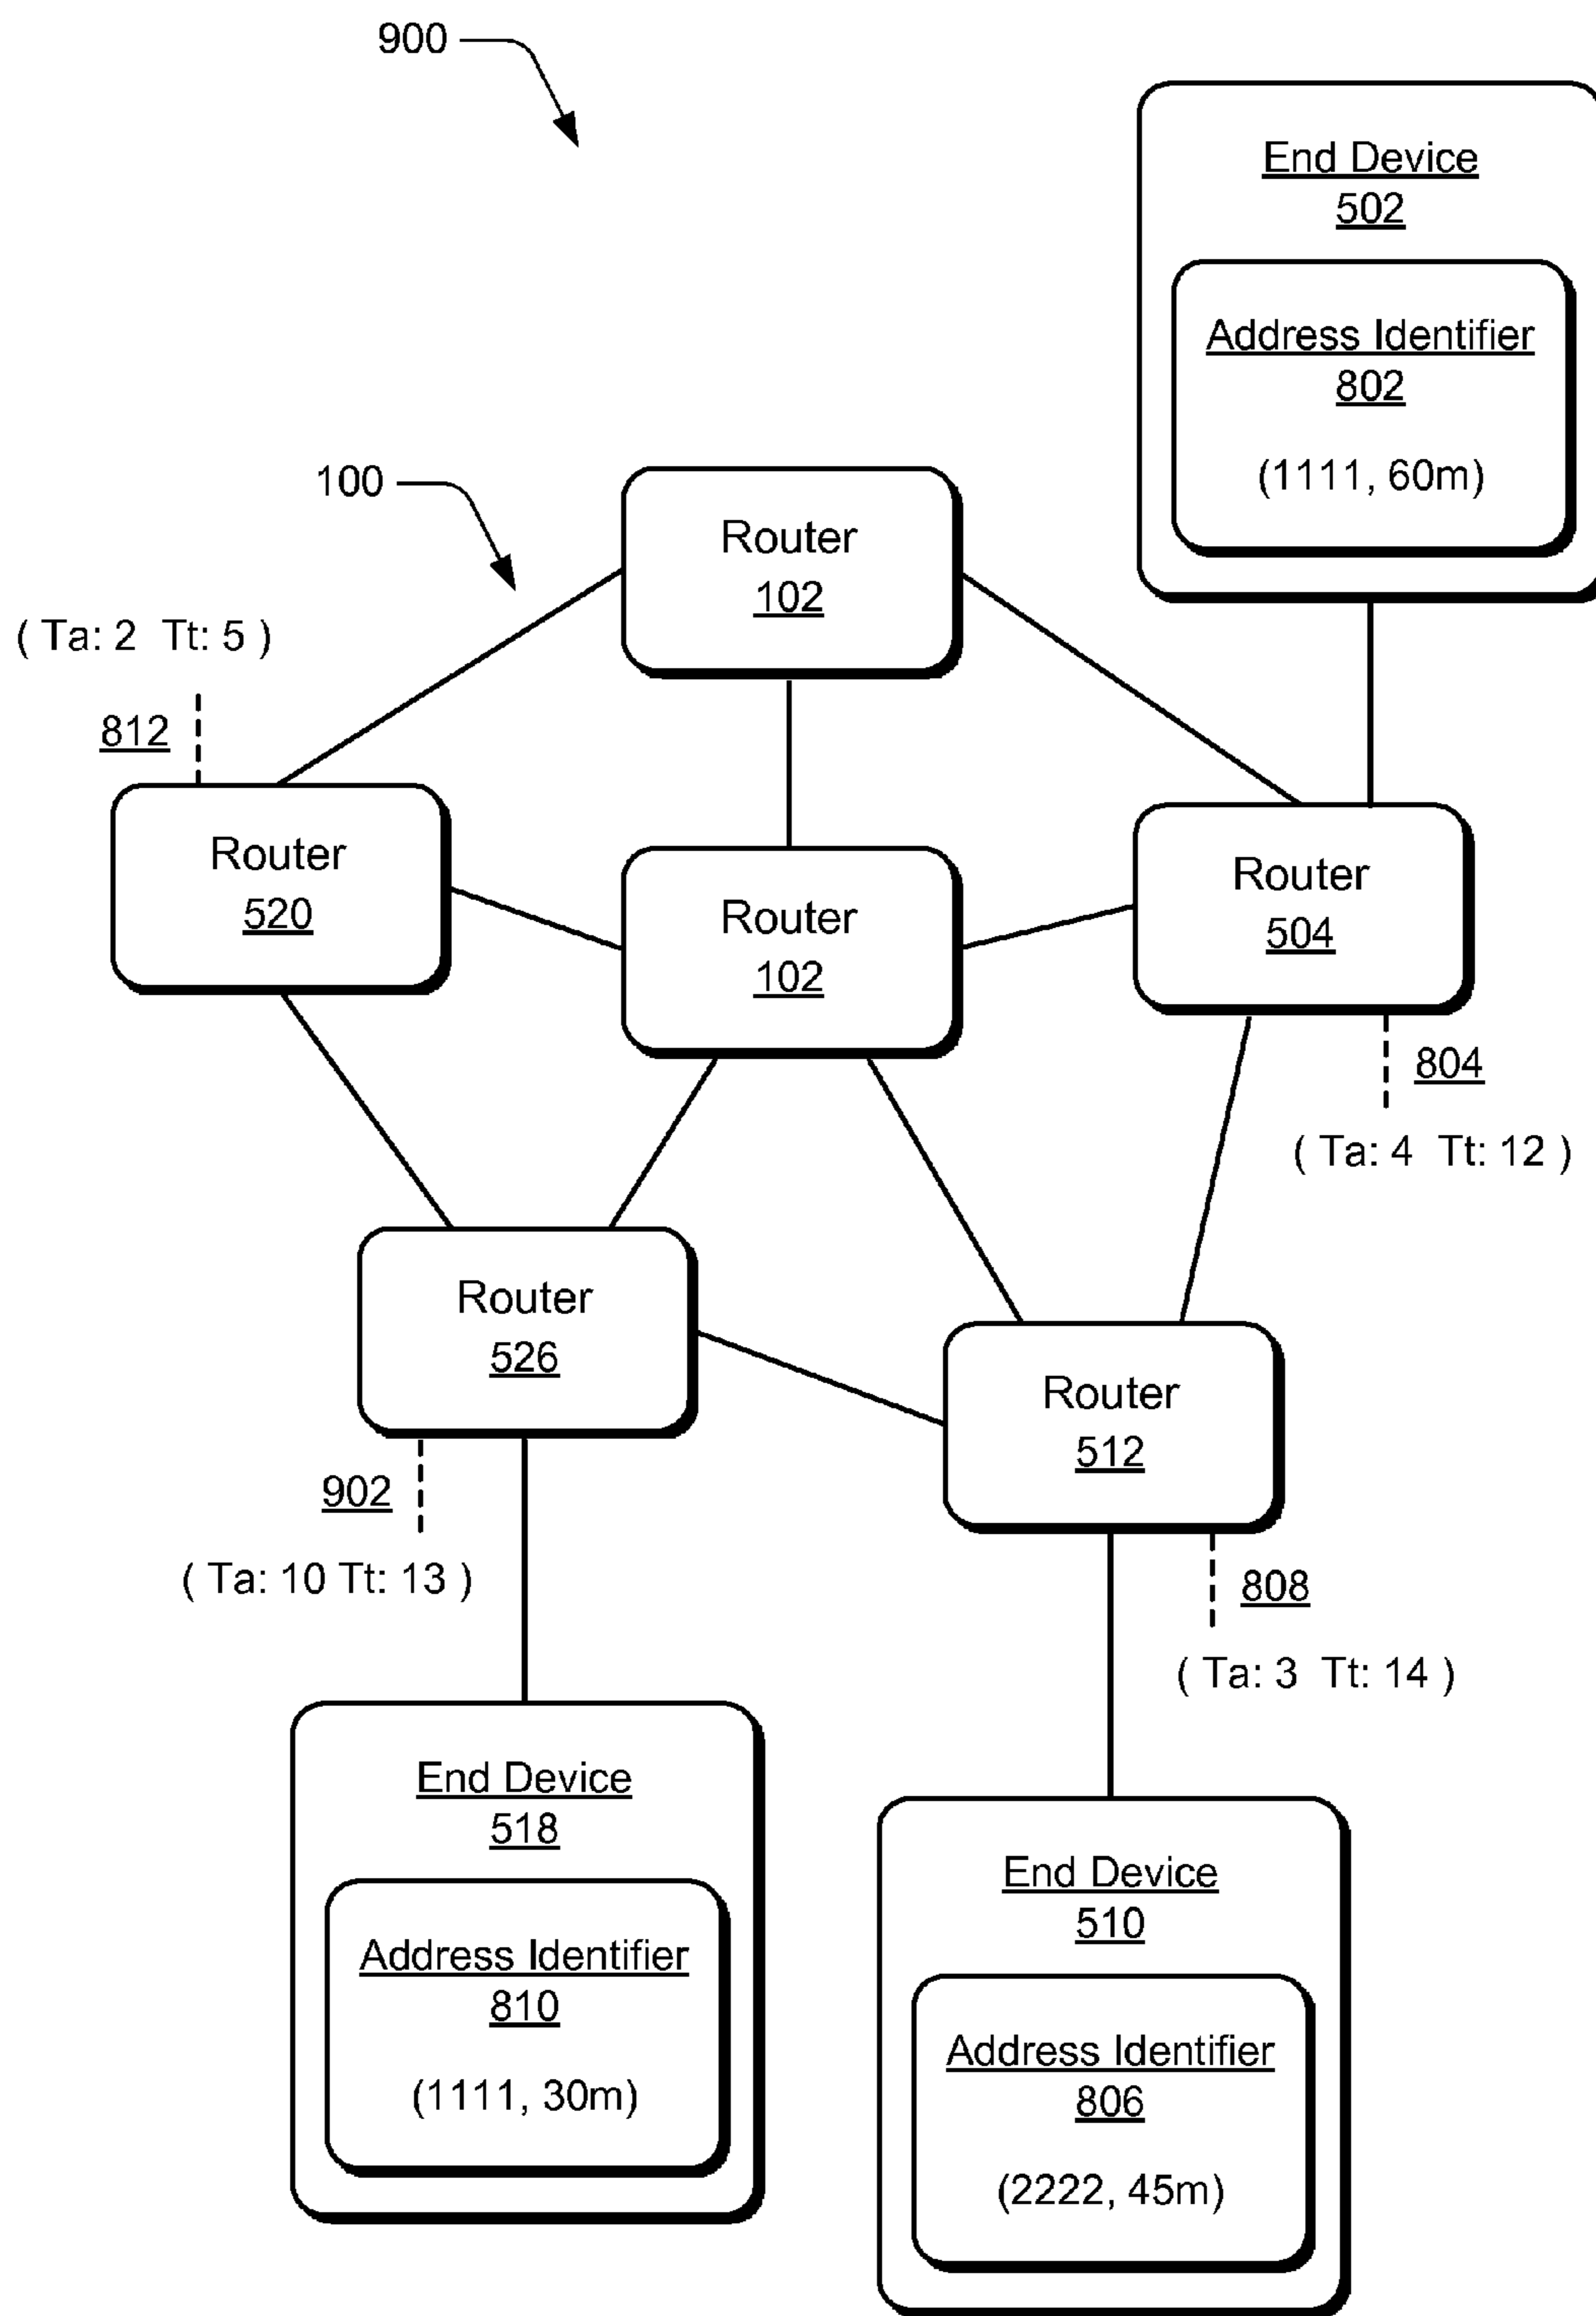 900
End Device
502
Address Identifier
802
(1111, 60m)
100
Router
102
( Ta: 2 Tt: 5 )
812
Router
520
Router
102
Router
504
804
( Ta: 4 Tt: 12 )
Router
526
Router
512
902
( Ta: 10 Tt: 13 )
808
( Ta: 3 Tt: 14 )
End Device
518
Address Identifier
810
(1111, 30m)
End Device
510
Address Identifier
806
(2222, 45m)